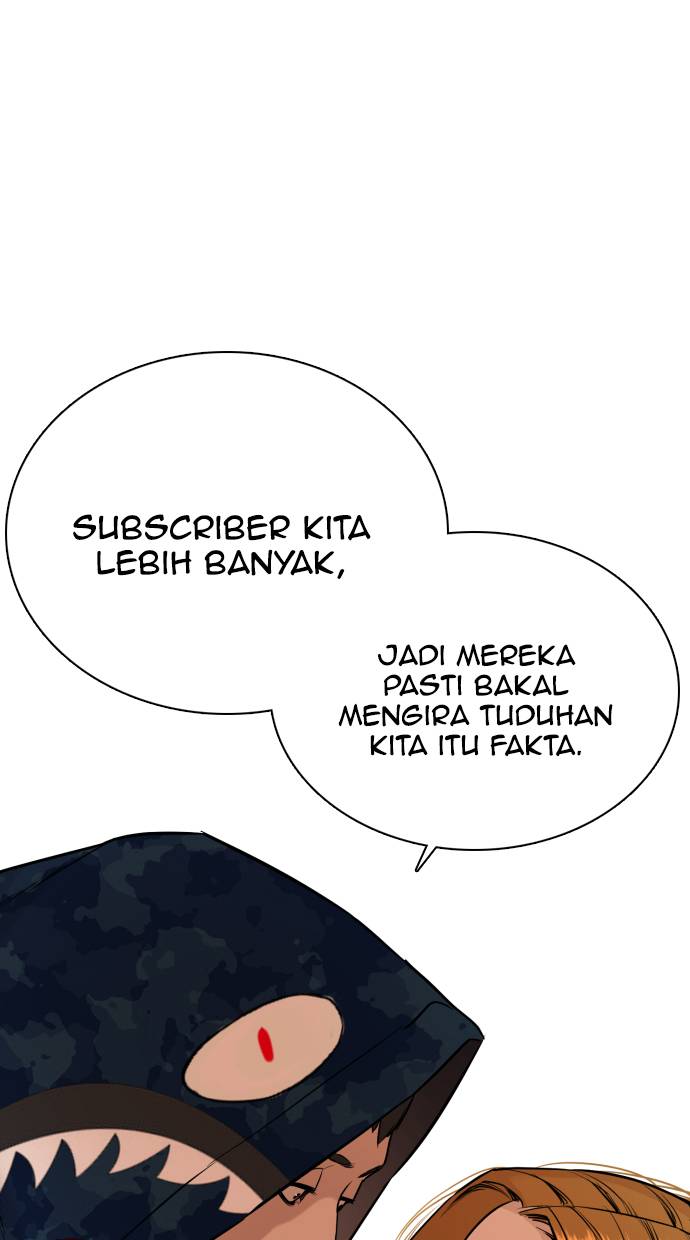 SUBSCRIBER KITA
LEBIH BANYAK,
JADI MEREKA
PASTI BAKAL
MENGIRA TUDUHAN
KITA ITU FAKTA.